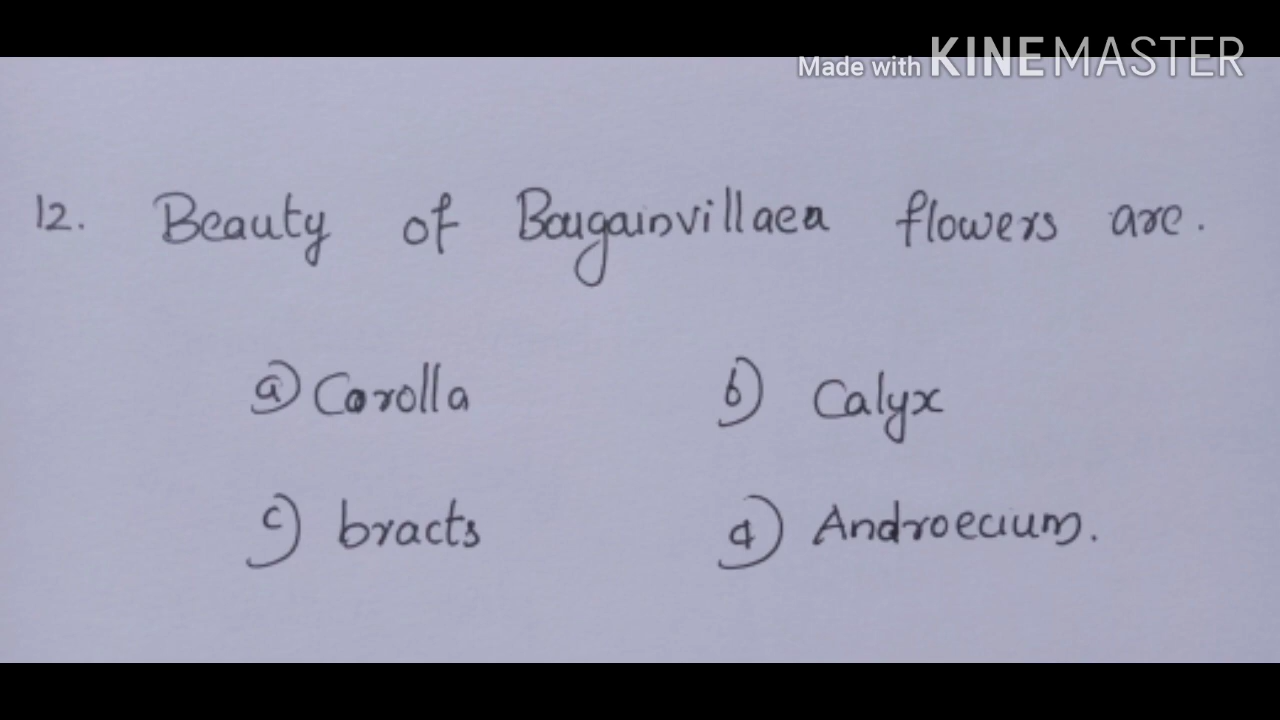 Made with KINEMASTER
12. Beauty of Bougainvillaea flowers are.
a) Corolla b) Calyx
c) bracts d) Androecium.